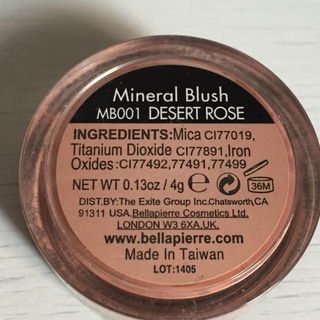 Mineral Blush
MB001 DESERT ROSE
INGREDIENTS:Mica CI77019,
Titanium Dioxide CI77891,Iron
Oxides:CI77492,77491,77499
NET WT 0.13oz/ 4g
36M
DIST.BY:The Exite Group Inc.Chatsworth,CA
91311 USA.Bellapierre Cosmetics Ltd.
LONDON W3 6XA,UK.
www.bellapierre.com
Made In Taiwan
LOT:1405